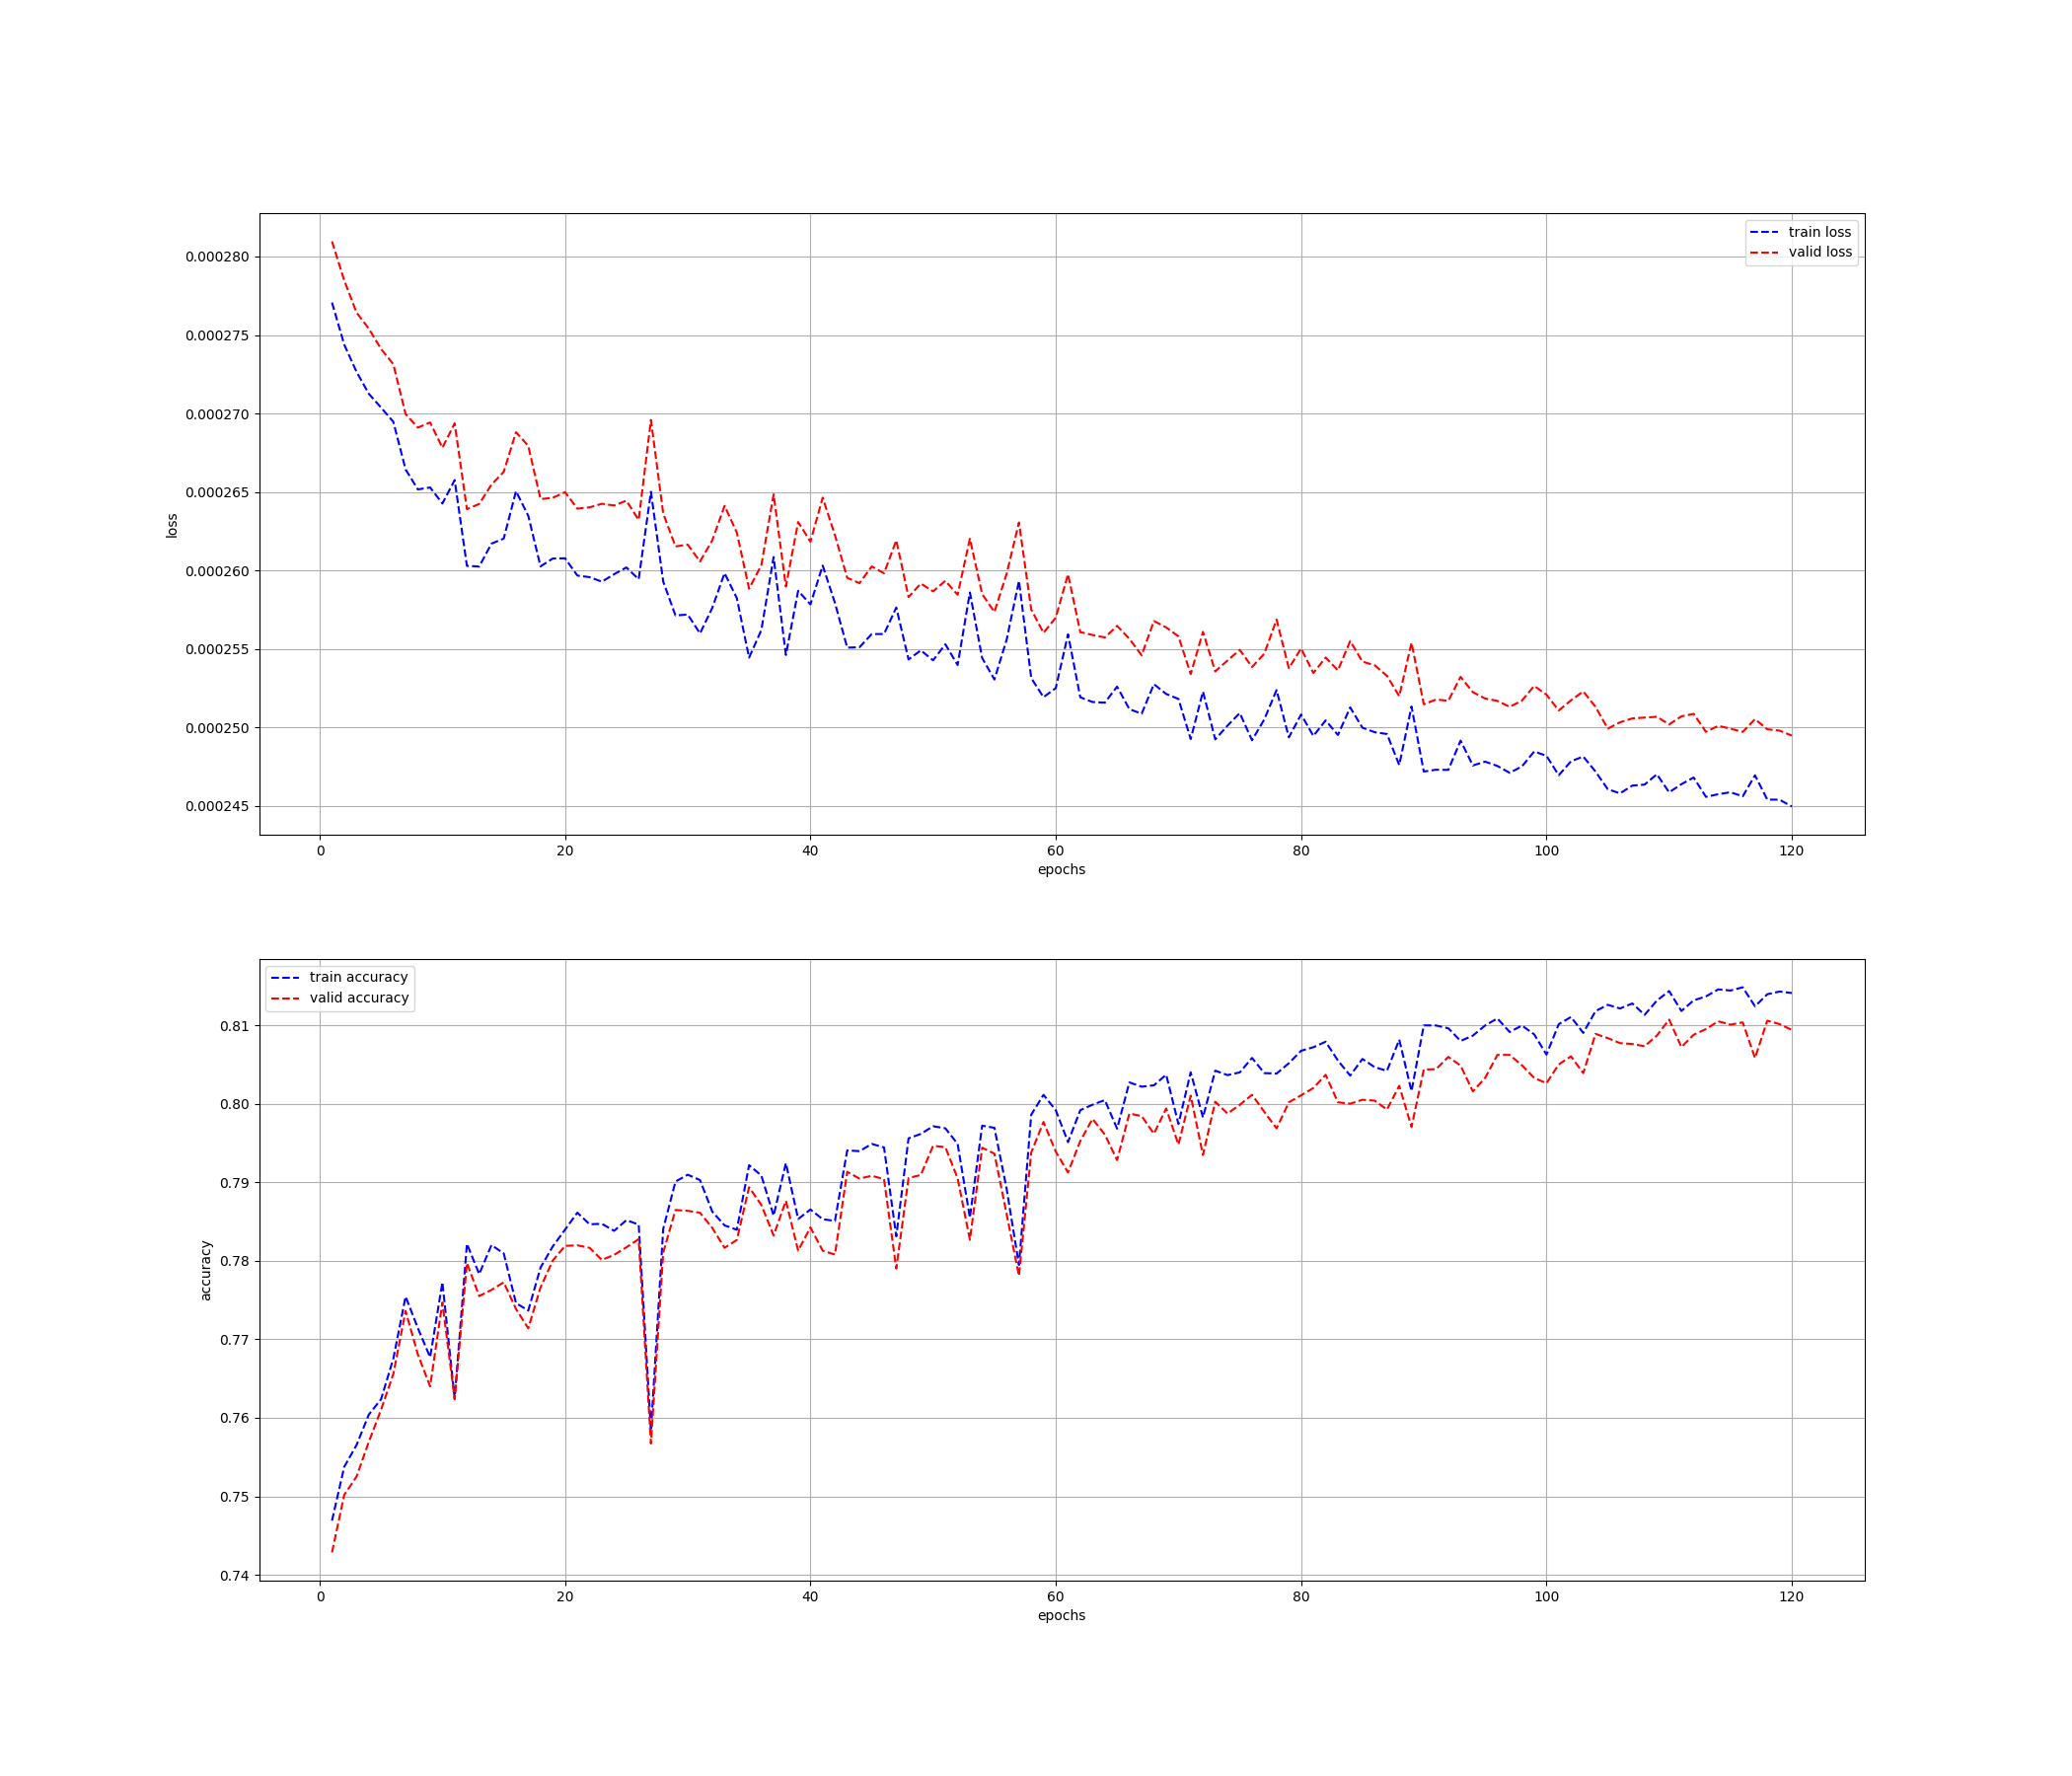 train loss
valid loss
0.000280
0.000275
0.000270
0.000265
0.000260
0.000255
0.000250
0.000245
loss
0 20 40 60 80 100 120
epochs
train accuracy
valid accuracy
0.81
0.80
0.79
0.78
0.77
0.76
0.75
0.74
accuracy
0 20 40 60 80 100 120
epochs